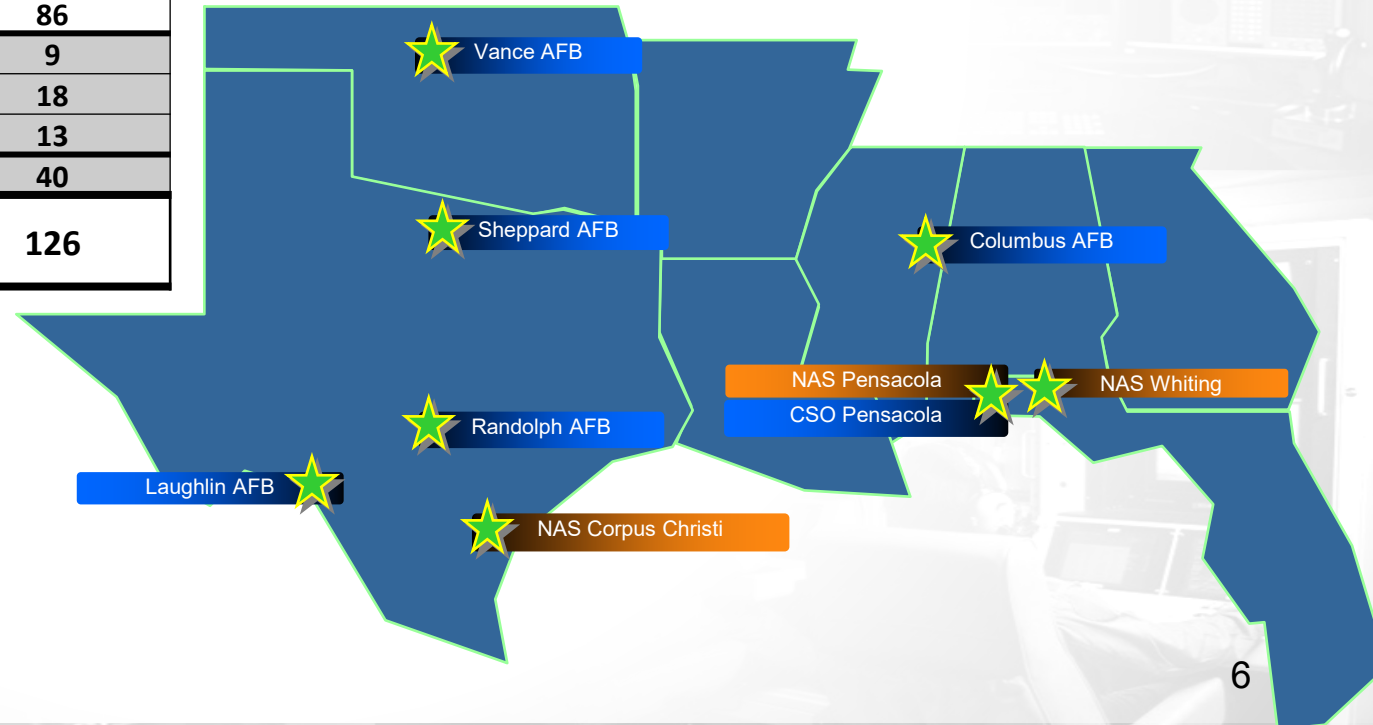 86
9
18
13
40
126
Vance AFB
Sheppard AFB
Columbus AFB
NAS Pensacola
NAS Whiting
CSO Pensacola
Randolph AFB
Laughlin AFB
NAS Corpus Christi
6